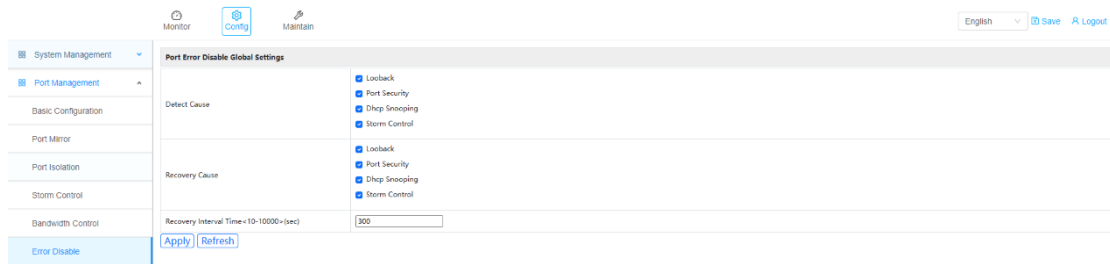 Monitor
Config
Maintain
English
Save
Logout
System Management
Port Management
Basic Configuration
Port Mirror
Port Isolation
Storm Control
Bandwidth Control
Error Disable
Port Error Disable Global Settings
Detect Cause
Looback
Port Security
Dhcp Snooping
Storm Control
Recovery Cause
Looback
Port Security
Dhcp Snooping
Storm Control
Recovery Interval Time<10-10000>(sec)
300
Apply Refresh